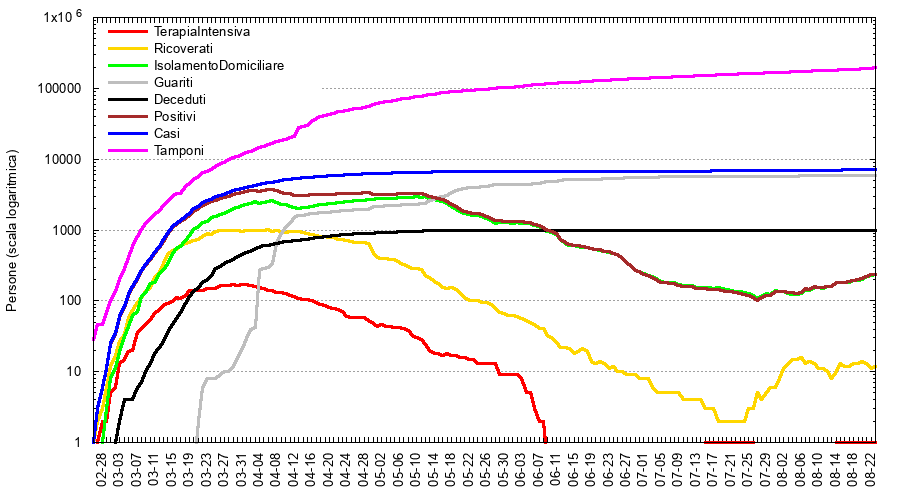 1x10 6
100000
10000
1000
100
10
1
Persone (scala logaritmica)
TerapiaIntensiva
Ricoverati
IsolamentoDomiciliare
Guariti
Deceduti
Positivi
Casi
Tamponi
02-28 03-03 03-07 03-11 03-15 03-19 03-23 03-27 03-31 04-04 04-08 04-12 04-16 04-20 04-24 04-28 05-02 05-06 05-10 05-14 05-18 05-22 05-26 05-30 06-03 06-07 06-11 06-15 06-19 06-23 06-27 07-01 07-05 07-09 07-13 07-17 07-21 07-25 07-29 08-02 08-06 08-10 08-14 08-18 08-22